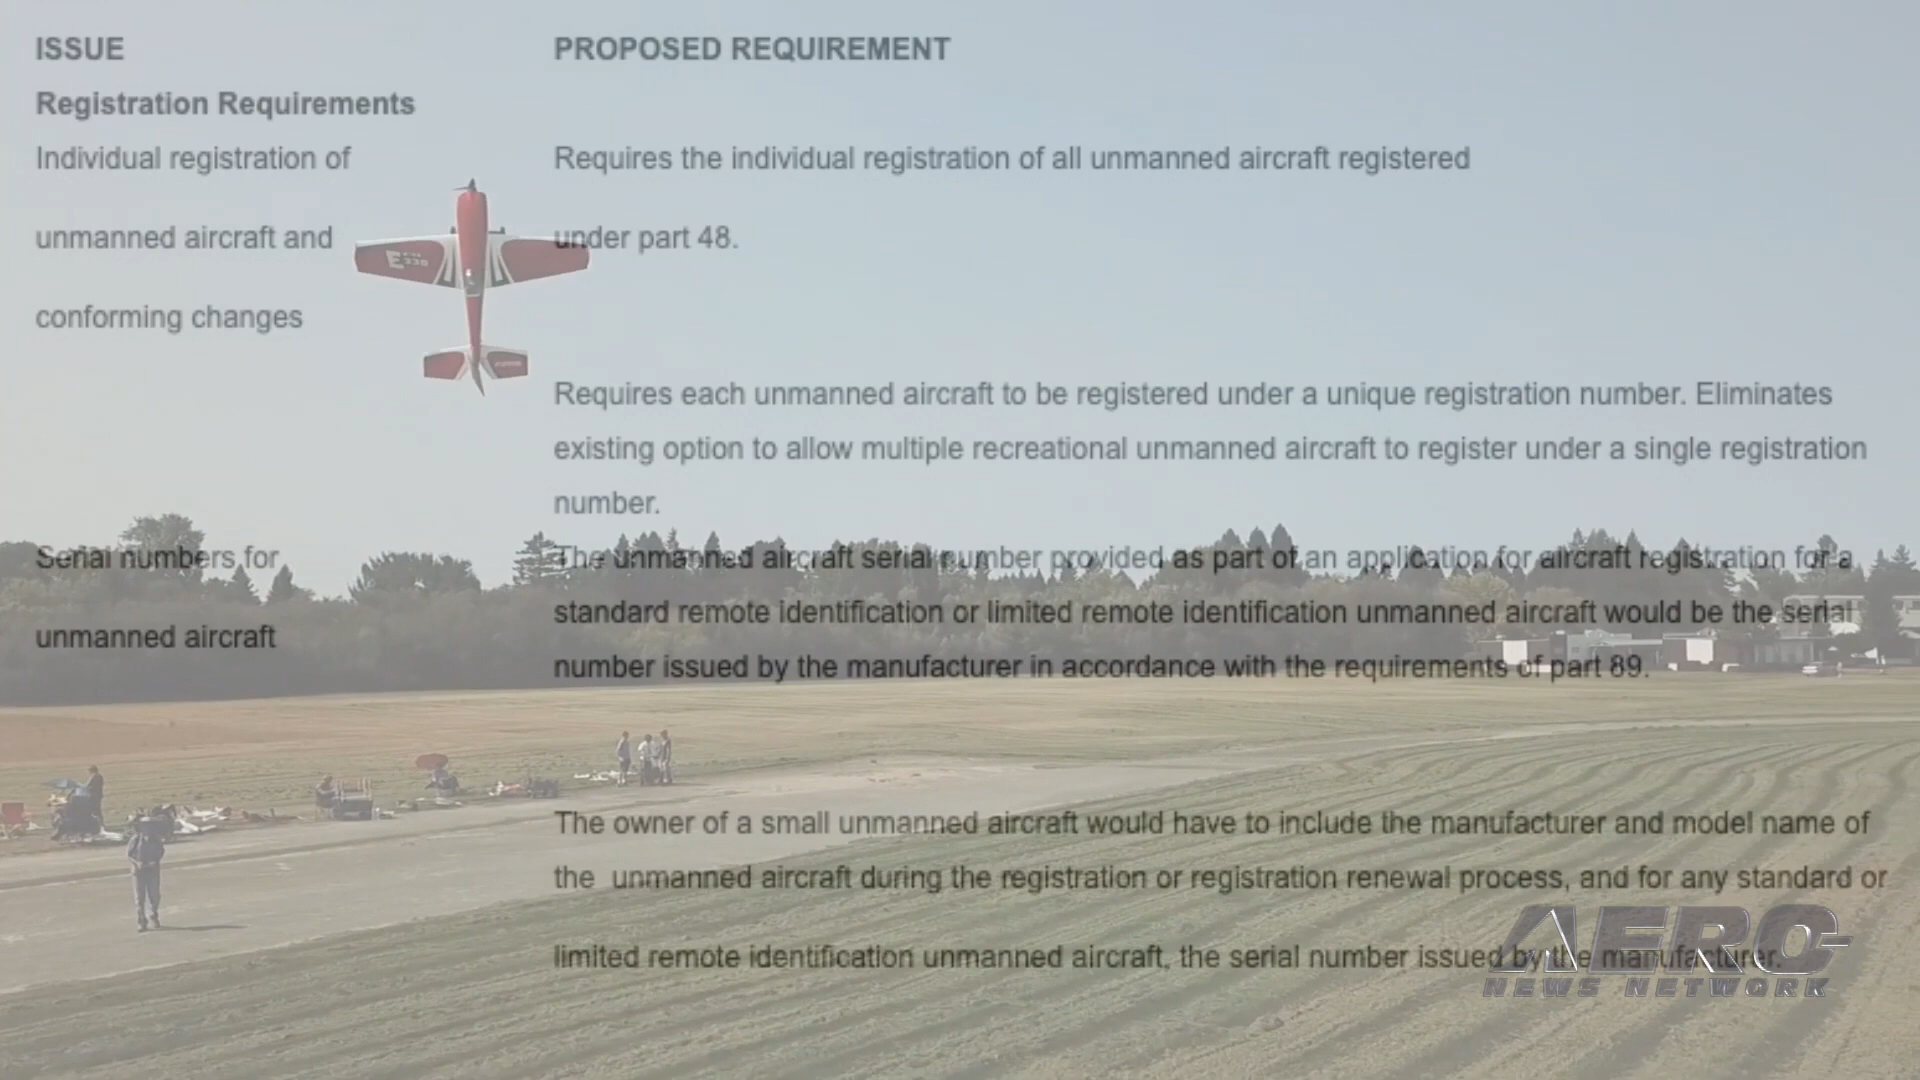 ISSUE
PROPOSED REQUIREMENT
Registration Requirements
Individual registration of
unmanned aircraft and
conforming changes
Requires the individual registration of all unmanned aircraft registered
under part 48.
Requires each unmanned aircraft to be registered under a unique registration number. Eliminates
existing option to allow multiple recreational unmanned aircraft to register under a single registration
number.
Serial numbers for
unmanned aircraft
The unmanned aircraft serial number provided as part of an application for aircraft registration for a
standard remote identification or limited remote identification unmanned aircraft would be the serial
number issued by the manufacturer in accordance with the requirements of part 89.
The owner of a small unmanned aircraft would have to include the manufacturer and model name of
the unmanned aircraft during the registration or registration renewal process, and for any standard or
limited remote identification unmanned aircraft, the serial number issued by the manufacturer.
E
330
AERO-
NEWS NETWORK